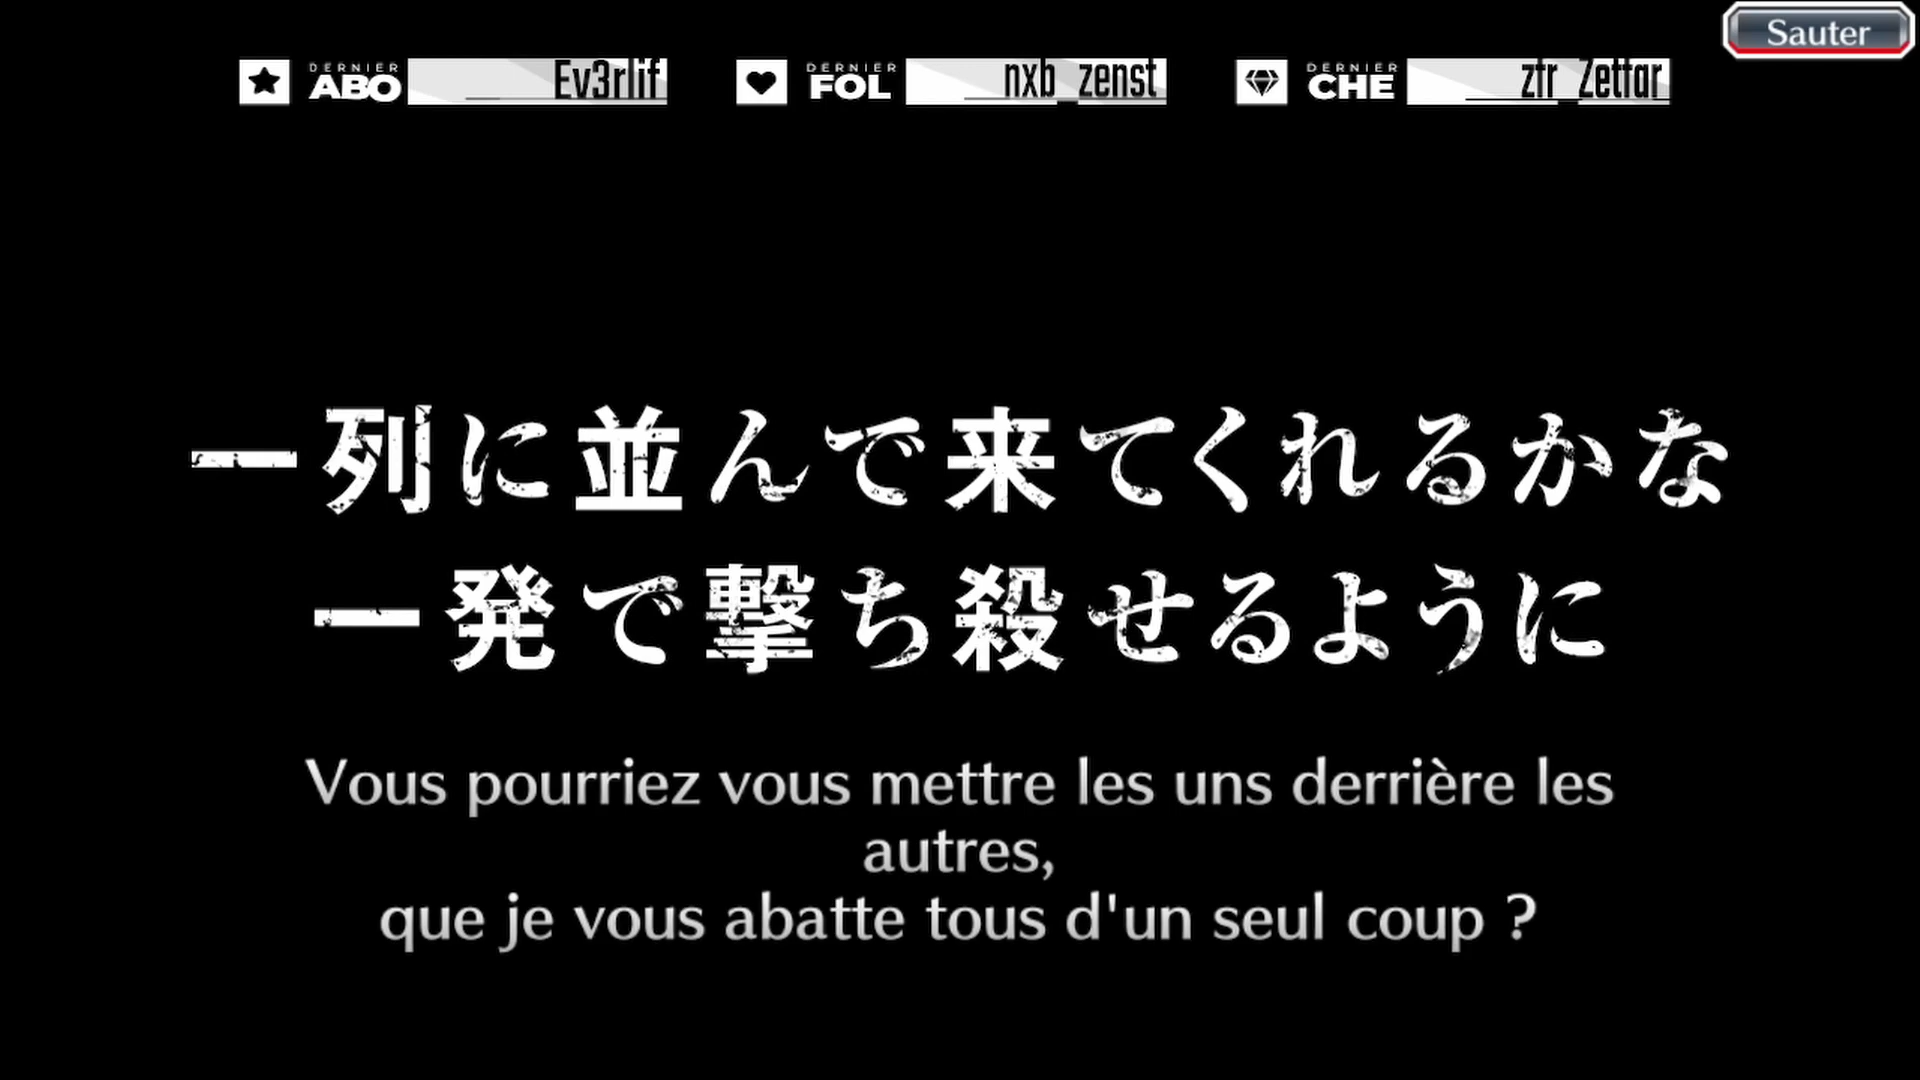 Sauter
DERNIER
ABO
Ev3rlif
DERNIER
FOL
nxb_zenst
DERNIER
CHE
ztr_Zettar
一列に並んで来てくれるかな
一発で撃ち殺せるように
Vous pourriez vous mettre les uns derrière les
autres,
que je vous abatte tous d'un seul coup ?